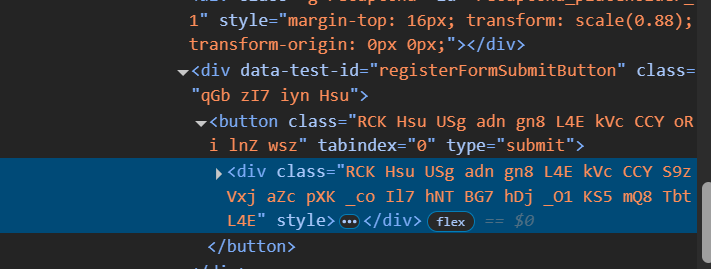 1" style="margin-top: 16px; transform: scale(0.88);
transform-origin: 0px 0px;"></div>
<div data-test-id="registerFormSubmitButton" class=
"qGb zI7 iyn Hsu">
<button class="RCK Hsu USg adn gn8 L4E kVc CCY oR
i lnZ wsz" tabindex="0" type="submit">
<div class="RCK Hsu USg adn gn8 L4E kVc CCY S9z
Vxj aZc pXK _co Il7 hNT BG7 hDj _O1 KS5 mQ8 Tbt
L4E" style>⋯</div> flex == $0
</button>